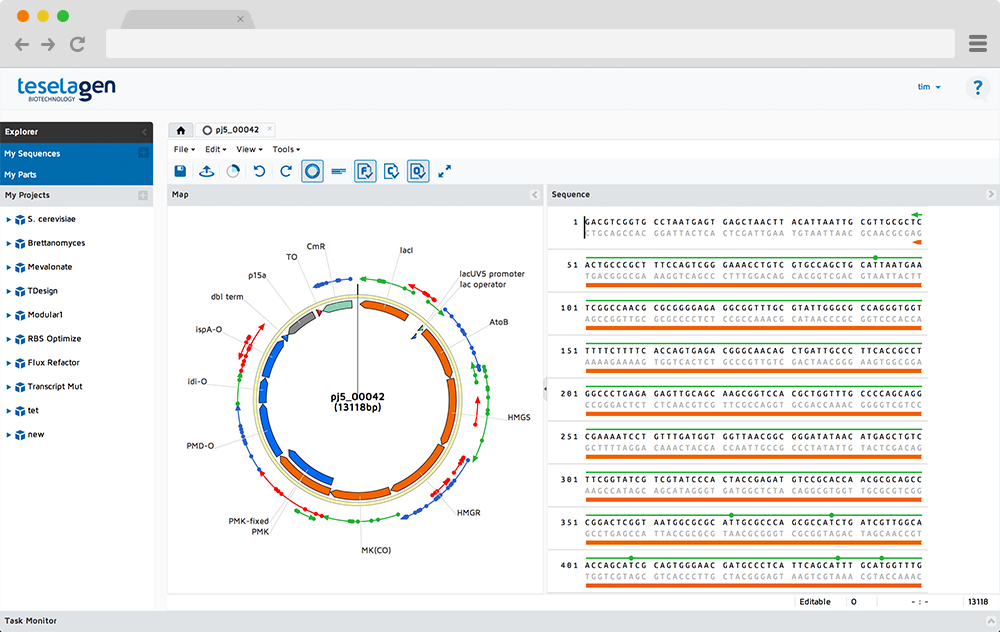 teselagen
BIOTECHNOLOGY
tim
?
Explorer
My Sequences
My Parts
My Projects
S. cerevisiae
Brettanomyces
Mevalonate
TDesign
Modular1
RBS Optimize
Flux Refactor
Transcript Mut
tet
new
pj5_00042
File Edit View Tools
Map
CmR
lacI
TO
p15a
lacUV5 promoter
lac operator
dbl term
AtoB
ispA-O
idi-O
pj5_00042
(13118bp)
HMGS
PMD-O
HMGR
PMK-fixed
PMK
MK(CO)
Sequence
1 GACGTCGGTG CCTAATGAGT GAGCTAACTT ACATTAATTG CGTTGCGCTC
CTGCAGCCAC GGATTACTCA CTCGATTGAA TGTAATTAAC GCAACGCGAG
51 ACTGCCCGCT TTCCAGTCGG GAAACCTGTC GTGCCAGCTG CATTAATGAA
TGACGGGCGA AAGGTCAGCC CTTTGGACAG CACGGTCGAC GTAATTACTT
101 TCGGCCAACG CGCGGGGAGA GGCGGTTTGC GTATTGGGCG CCAGGGTGGT
AGCCGGTTGC GCGCCCCTCT CCGCCAAACG CATAACCCGC GGTCCCACCA
151 TTTTCTTTTC ACCAGTGAGA CGGGCAACAG CTGATTGCCC TTCACCGCCT
AAAAGAAAAG TGGTCACTCT GCCCGTTGTC GACTAACGGG AAGTGGCGGA
201 GGCCCTGAGA GAGTTGCAGC AAGCGGTCCA CGCTGGTTTG CCCCAGCAGG
CCGGGACTCT CTCAACGTCG TTCGCCAGGT GCGACCAAAC GGGGTCGTCC
251 CGAAAATCCT GTTTGATGGT GGTTAACGGC GGGATATAAC ATGAGCTGTC
GCTTTTAGGA CAAACTACCA CCAATTGCCG CCCTATATTG TACTCGACAG
301 TTCGGTATCG TCGTATCCCA CTACCGAGAT GTCCGCACCA ACGCGCAGCC
AAGCCATAGC AGCATAGGGT GATGGCTCTA CAGGCGTGGT TGCGCGTCGG
351 CGGACTCGGT AATGGCGCGC ATTGCGCCCA GCGCCATCTG ATCGTTGGCA
GCCTGAGCCA TTACCGCGCG TAACGCGGGT CGCGGTAGAC TAGCAACCGT
401 ACCAGCATCG CAGTGGGAAC GATGCCCTCA TTCAGCATTT GCATGGTTTG
TGGTCGTAGC GTCACCCTTG CTACGGGAGT AAGTCGTAAA CGTACCAAAC
Editable 0 - : - 13118
Task Monitor